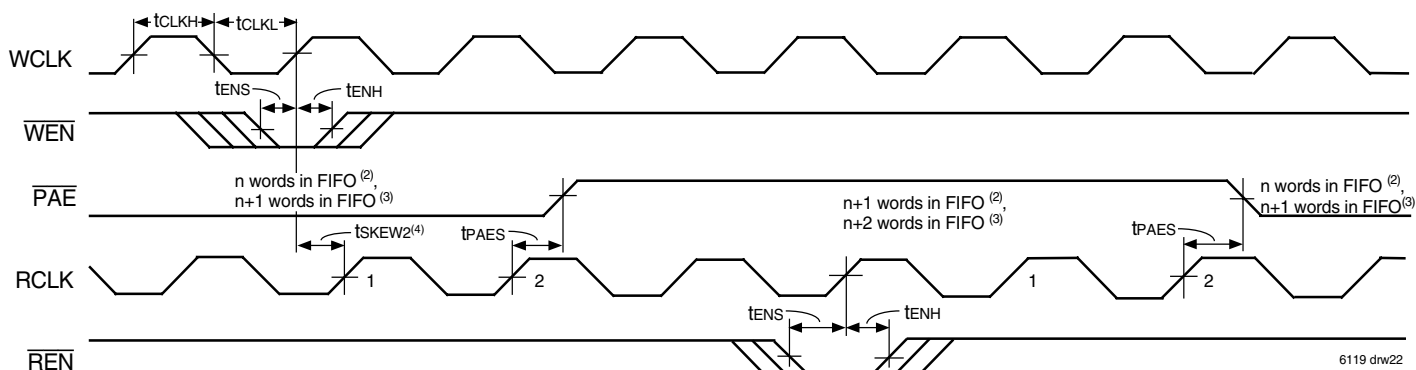 tCLKH
tCLKL
WCLK
tENS
tENH
WEN
n words in FIFO (2),
n+1 words in FIFO (3)
PAE
n+1 words in FIFO (2),
n+2 words in FIFO (3)
n words in FIFO (2),
n+1 words in FIFO(3)
tSKEW2(4)
tPAES
tPAES
RCLK
1
2
1
2
tENS
tENH
REN
6119 drw22